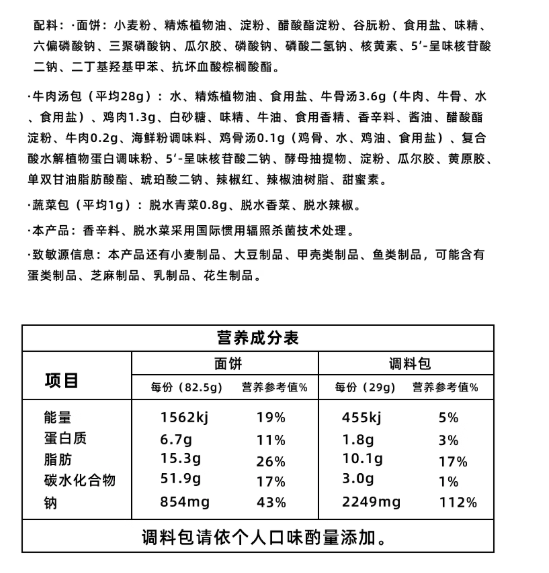 配料：·面饼：小麦粉、精炼植物油、淀粉、醋酸酯淀粉、谷朊粉、食用盐、味精、
六偏磷酸钠、三聚磷酸钠、瓜尔胶、磷酸钠、磷酸二氢钠、核黄素、5′-呈味核苷酸
二钠、二丁基羟基甲苯、抗坏血酸棕榈酸酯。
·牛肉汤包（平均28g）：水、精炼植物油、食用盐、牛骨汤3.6g（牛肉、牛骨、水
、食用盐）、鸡肉1.3g、白砂糖、味精、牛油、食用香精、香辛料、酱油、醋酸酯
淀粉、牛肉0.2g、海鲜粉调味料、鸡骨汤0.1g（鸡骨、水、鸡油、食用盐）、复合
酸水解植物蛋白调味粉、5′-呈味核苷酸二钠、酵母抽提物、淀粉、瓜尔胶、黄原胶、
单双甘油脂肪酸酯、琥珀酸二钠、辣椒红、辣椒油树脂、甜蜜素。
·蔬菜包（平均1g）：脱水青菜0.8g、脱水香菜、脱水辣椒。
·本产品：香辛料、脱水菜采用国际惯用辐照杀菌技术处理。
·致敏源信息：本产品还有小麦制品、大豆制品、甲壳类制品、鱼类制品，可能含有
蛋类制品、芝麻制品、乳制品、花生制品。
营养成分表
项目 面饼 调料包
每份（82.5g） 营养参考值% 每份（29g） 营养参考值%
能量 1562kj 19% 455kj 5%
蛋白质 6.7g 11% 1.8g 3%
脂肪 15.3g 26% 10.1g 17%
碳水化合物 51.9g 17% 3.0g 1%
钠 854mg 43% 2249mg 112%
调料包请依个人口味酌量添加。